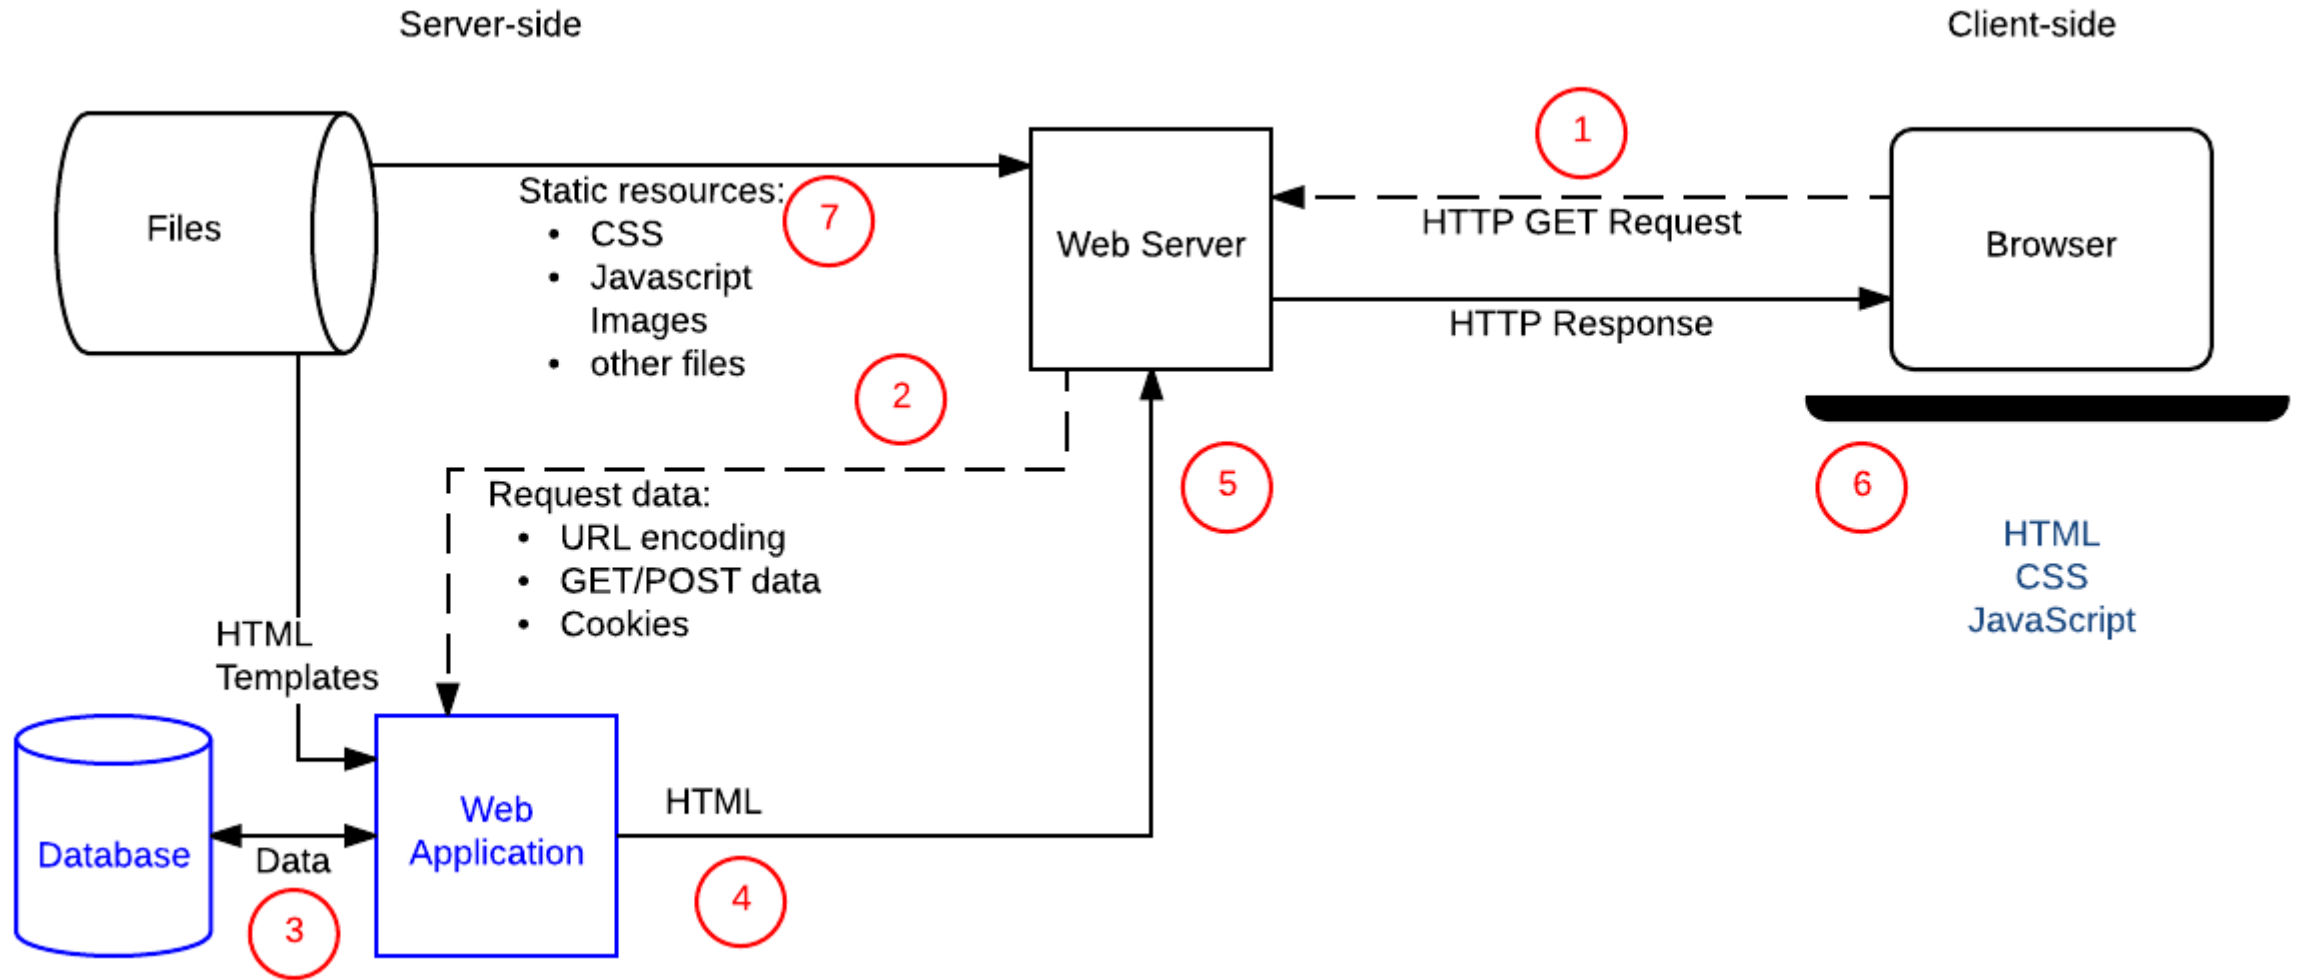 Server-side
Client-side
Files
Static resources:
• CSS
• Javascript
Images
• other files
7
Web Server
1
HTTP GET Request
HTTP Response
Browser
2
Request data:
• URL encoding
• GET/POST data
• Cookies
5
6
HTML
CSS
JavaScript
HTML
Templates
Database
Data
3
Web
Application
HTML
4